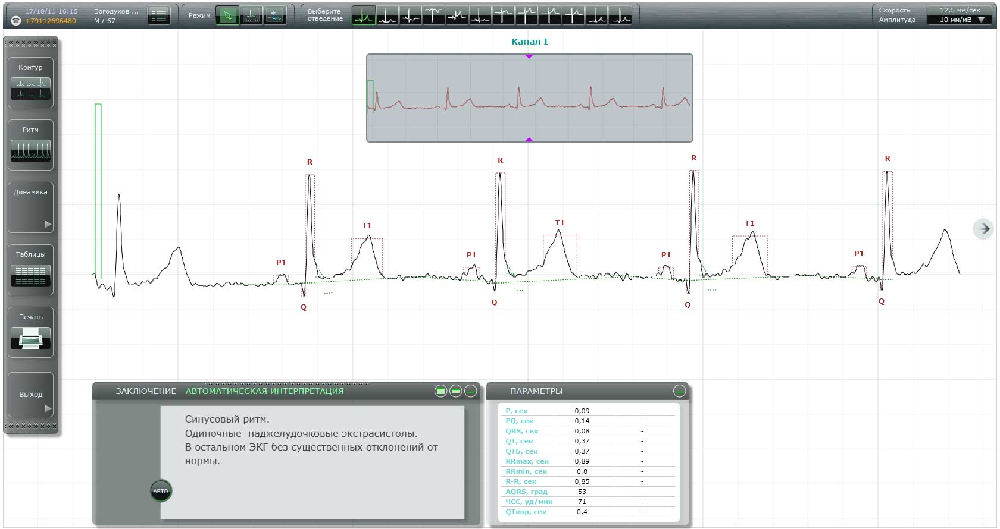 17/10/11 16:15
+79112696480
Богодухов ...
М / 67
Режим
Выберите
отведение
Скорость
Амплитуда
12,5 мм/сек
10 мм/мВ
Контур
Ритм
Динамика
Таблицы
Печать
Выход
Канал I
R
R
R
R
T1
T1
T1
P1
P1
P1
P1
Q
Q
Q
Q
ЗАКЛЮЧЕНИЕ АВТОМАТИЧЕСКАЯ ИНТЕРПРЕТАЦИЯ
Синусовый ритм.
Одиночные наджелудочковые экстрасистолы.
В остальном ЭКГ без существенных отклонений от
нормы.
АВТО
ПАРАМЕТРЫ
P, сек 0,09 -
PQ, сек 0,14 -
QRS, сек 0,08 -
QT, сек 0,37 -
QTБ, сек 0,37 -
RRmax, сек 0,89 -
RRmin, сек 0,8 -
R-R, сек 0,85 -
AQRS, град 53 -
ЧСС, уд/мин 71 -
QTкор, сек 0,4 -